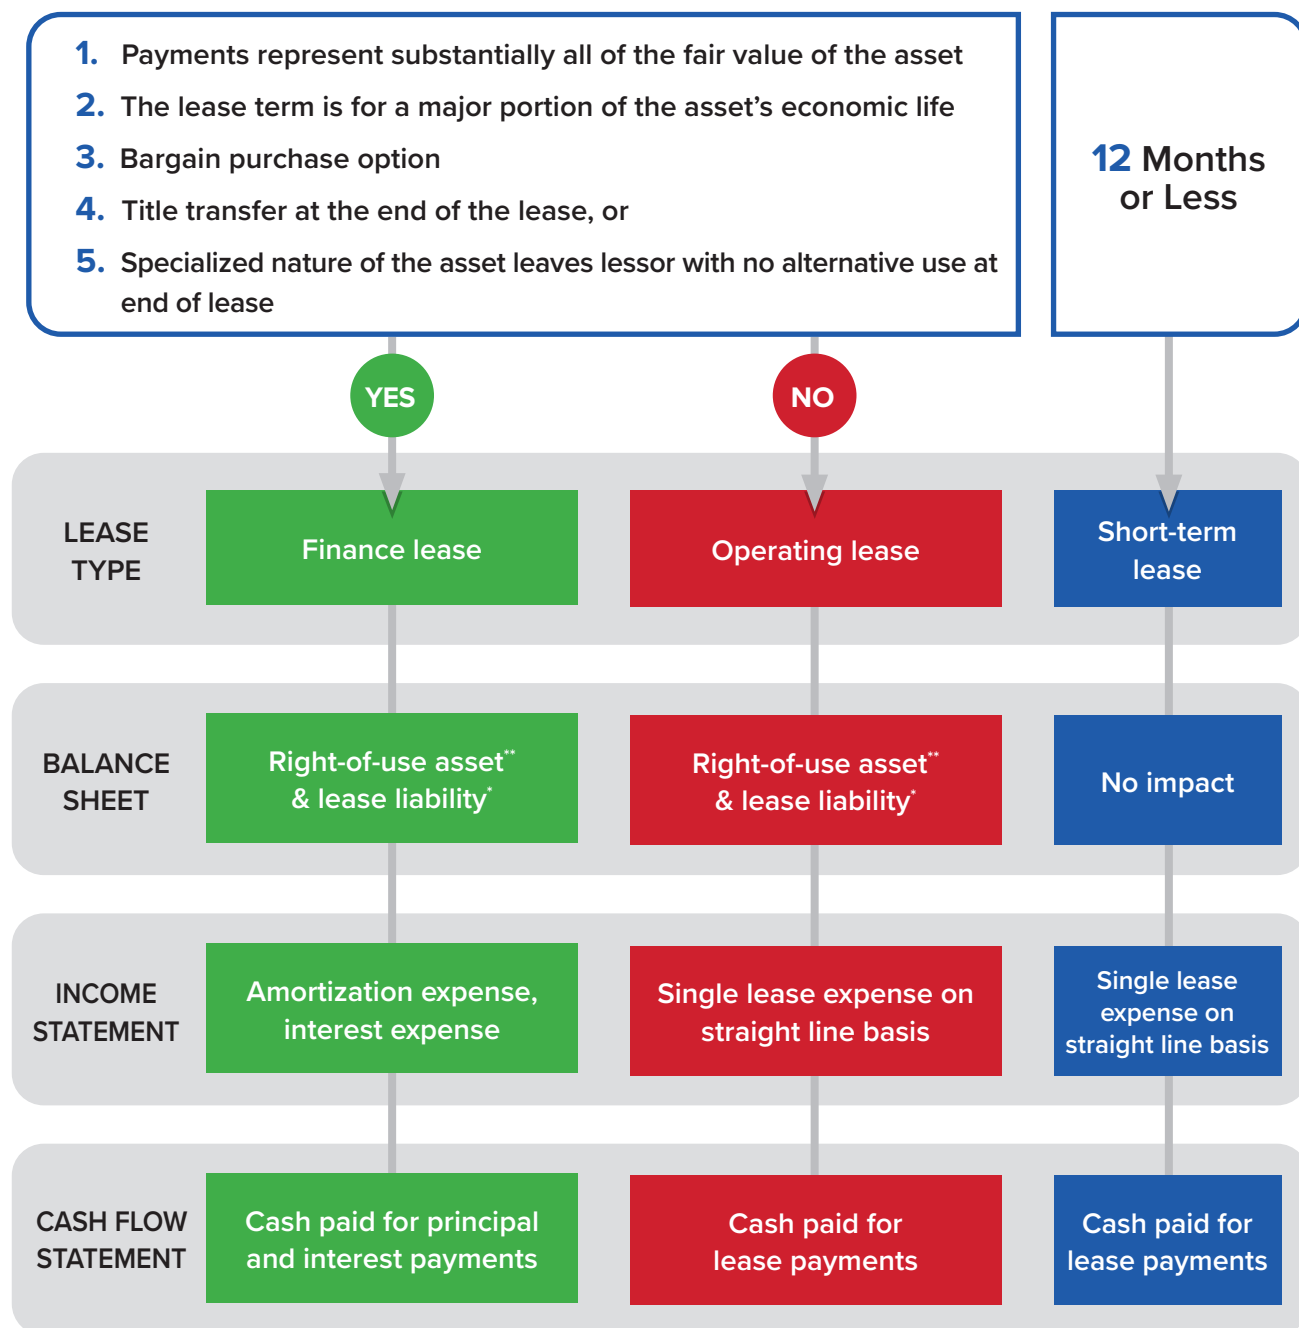 1. Payments represent substantially all of the fair value of the asset
2. The lease term is for a major portion of the asset’s economic life
3. Bargain purchase option
4. Title transfer at the end of the lease, or
5. Specialized nature of the asset leaves lessor with no alternative use at
end of lease
12 Months
or Less
YES
NO
LEASE
TYPE
Finance lease
Operating lease
Short-term
lease
BALANCE
SHEET
Right-of-use asset**
& lease liability*
Right-of-use asset**
& lease liability*
No impact
INCOME
STATEMENT
Amortization expense,
interest expense
Single lease expense on
straight line basis
Single lease
expense on
straight line basis
CASH FLOW
STATEMENT
Cash paid for principal
and interest payments
Cash paid for
lease payments
Cash paid for
lease payments